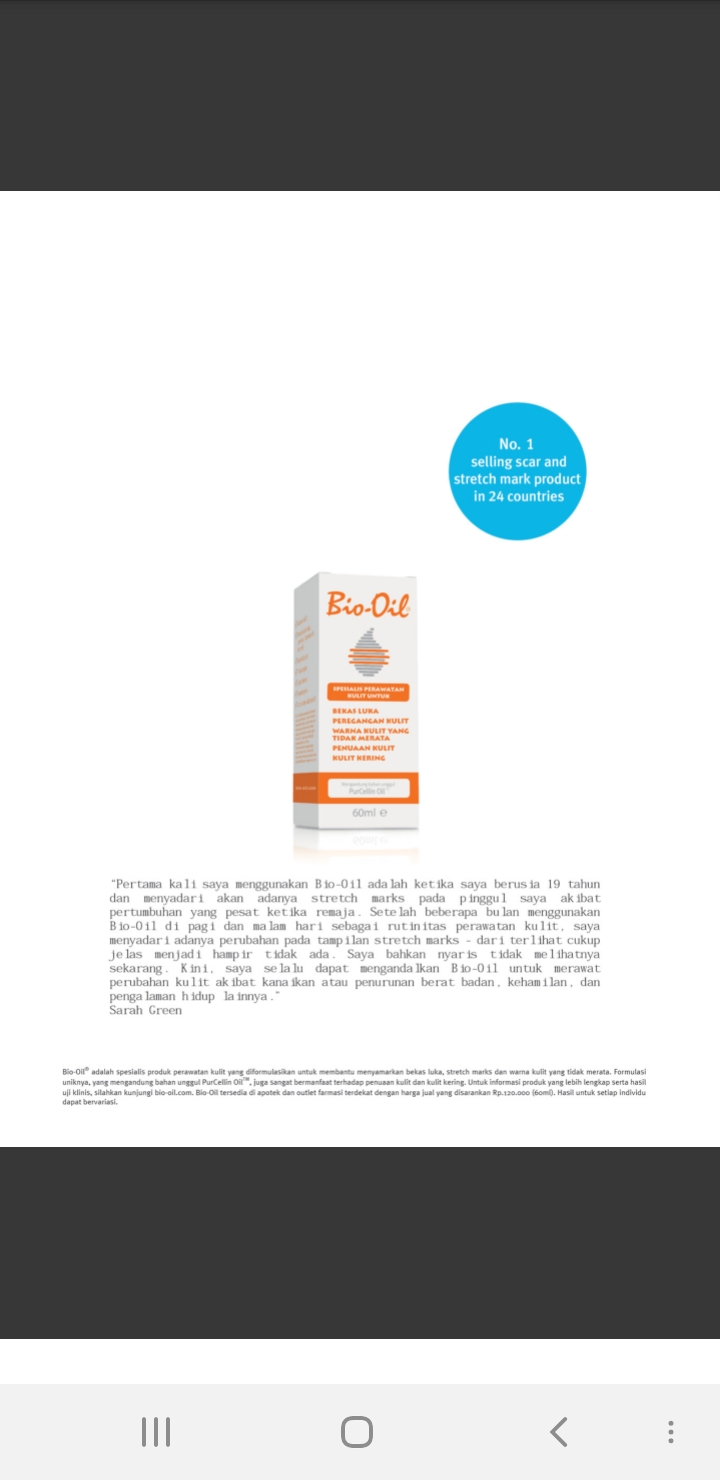 No. 1
selling scar and
stretch mark product
in 24 countries
Bio-Oil
SPESIALIS PERAWATAN
KULIT UNTUK
BEKAS LUKA
PEREGANGAN KULIT
WARNA KULIT YANG
TIDAK MERATA
PENUAAN KULIT
KULIT KERING
PurCellin Oil™
60ml e
"Pertama kali saya menggunakan Bio-Oil adalah ketika saya berusia 19 tahun
dan menyadari akan adanya stretch marks pada pinggul saya akibat
pertumbuhan yang pesat ketika remaja. Setelah beberapa bulan menggunakan
Bio-Oil di pagi dan malam hari sebagai rutinitas perawatan kulit, saya
menyadari adanya perubahan pada tampilan stretch marks - dari terlihat cukup
jelas menjadi hampir tidak ada. Saya bahkan nyaris tidak melihatnya
sekarang. Kini, saya selalu dapat mengandalkan Bio-Oil untuk merawat
perubahan kulit akibat kanaikan atau penurunan berat badan, kehamilan, dan
pengalaman hidup lainnya."
Sarah Green
Bio-Oil® adalah spesialis produk perawatan kulit yang diformulasikan untuk membantu menyamarkan bekas luka, stretch marks dan warna kulit yang tidak merata. Formulasi
uniknya, yang mengandung bahan unggul PurCellin Oil™, juga sangat bermanfaat terhadap penuaan kulit dan kulit kering. Untuk informasi produk yang lebih lengkap serta hasil
uji klinis, silahkan kunjungi bio-oil.com. Bio-Oil tersedia di apotek dan outlet farmasi terdekat dengan harga jual yang disarankan Rp.120.000 (60ml). Hasil untuk setiap individu
dapat bervariasi.